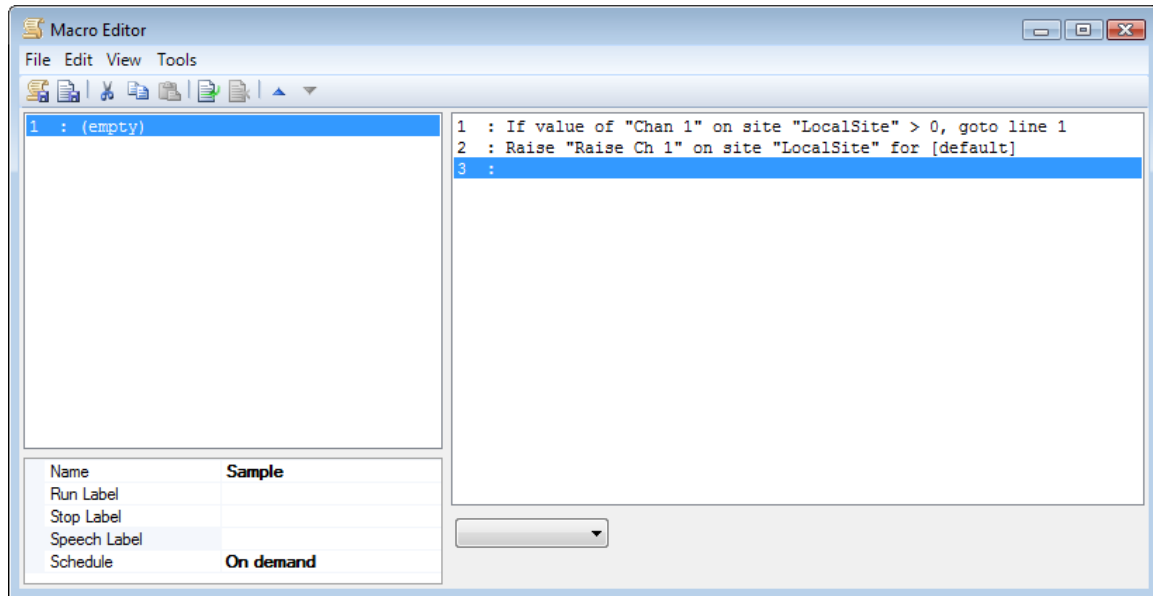 Macro Editor
File Edit View Tools
1 : (empty)
1 : If value of "Chan 1" on site "LocalSite" > 0, goto line 1
2 : Raise "Raise Ch 1" on site "LocalSite" for [default]
3 :
Name Sample
Run Label
Stop Label
Speech Label
Schedule On demand